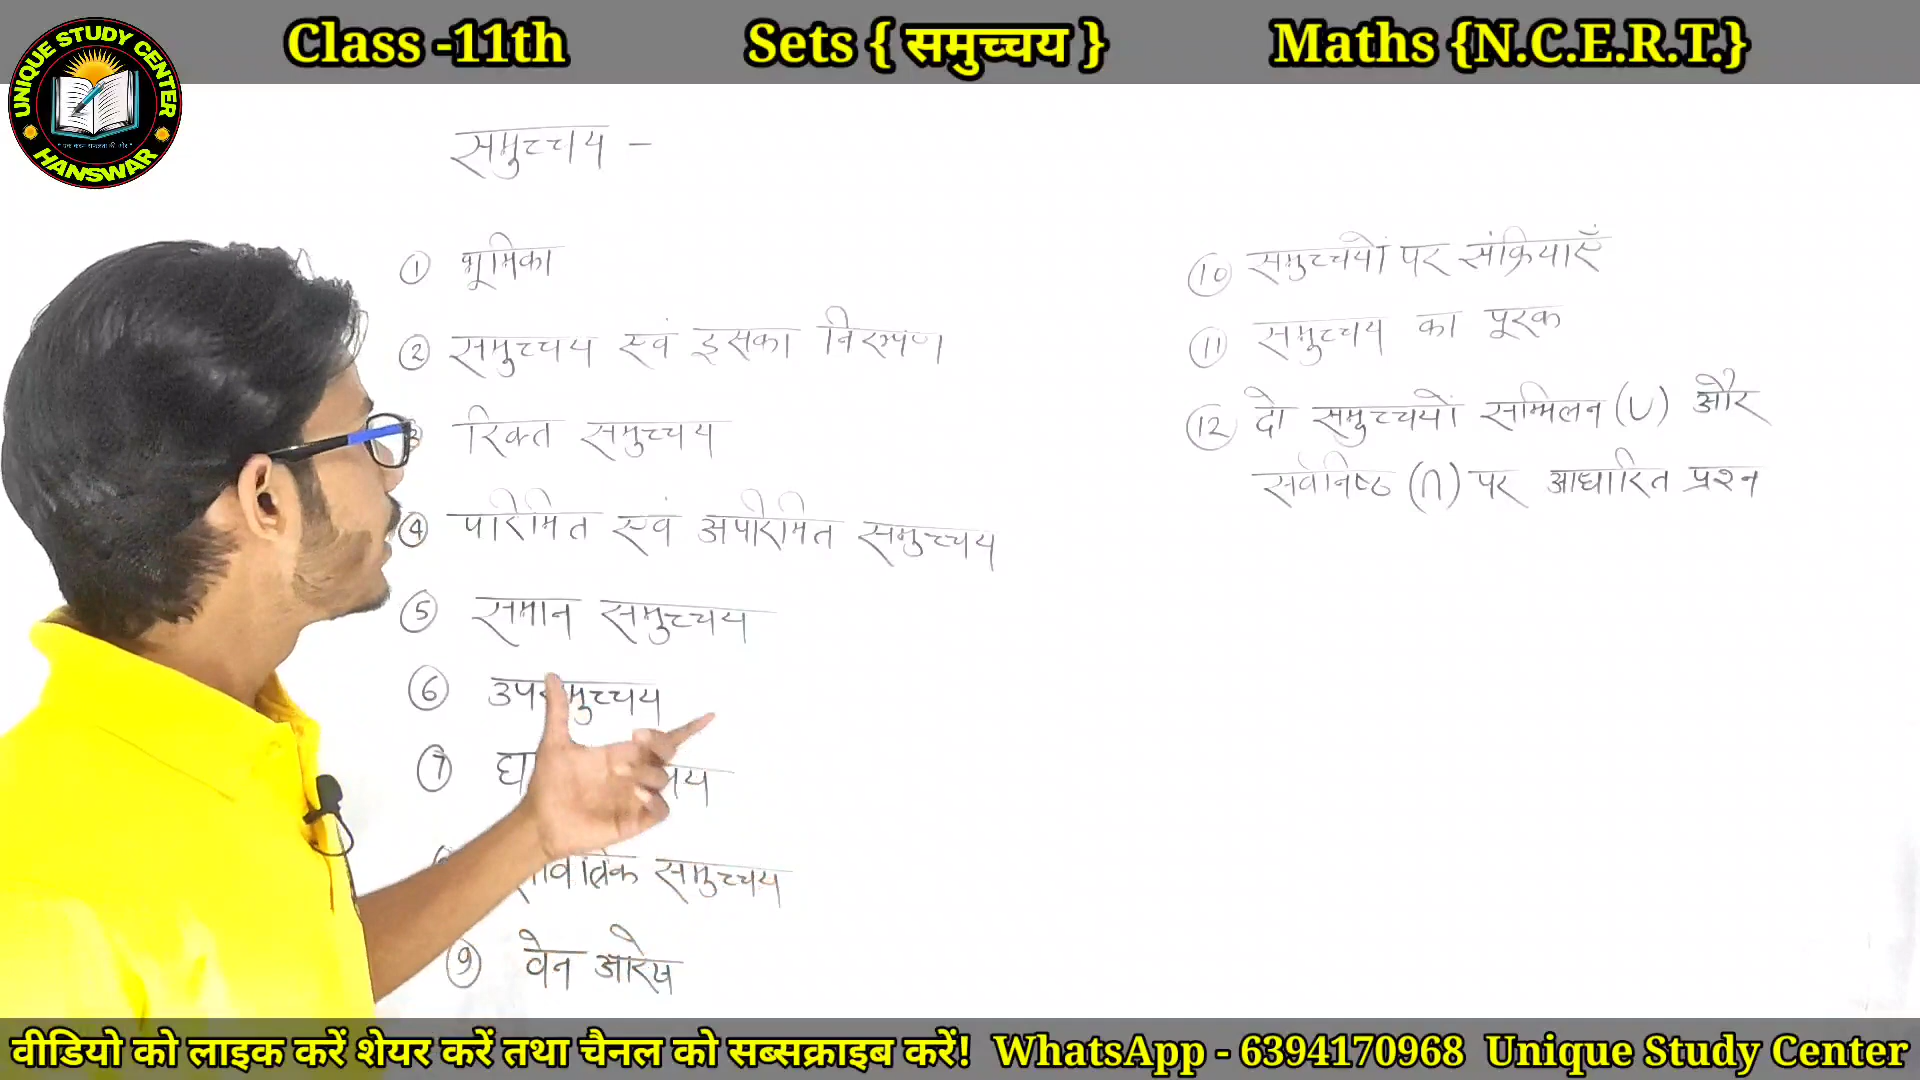 Class -11th
Sets { समुच्चय }
Maths {N.C.E.R.T.}
UNIQUE STUDY CENTER
HANSWAR
समुच्चय -
① भूमिका
② समुच्चय एवं इसका निरूपण
रिक्त समुच्चय
④ परिमित एवं अपरिमित समुच्चय
⑤ समान समुच्चय
⑥ उपसमुच्चय
⑦
समुच्चय
⑨ वेन आरेख
⑩ समुच्चयों पर संक्रियाएँ
⑪ समुच्चय का पूरक
⑫ दो समुच्चयों सम्मिलन (∪) और
सर्वनिष्ठ (∩) पर आधारित प्रश्न
वीडियो को लाइक करें शेयर करें तथा चैनल को सब्सक्राइब करें! WhatsApp - 6394170968 Unique Study Center